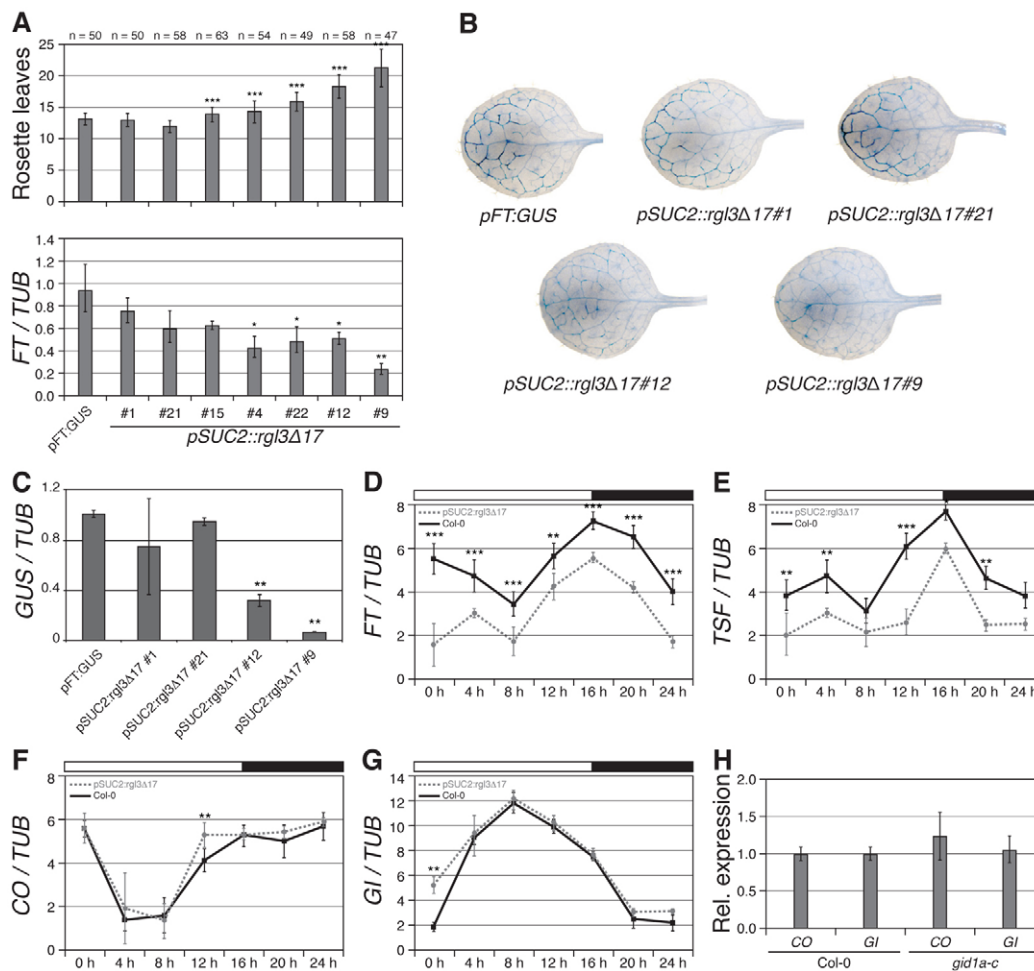 A
n = 50 n = 50 n = 58 n = 63 n = 54 n = 49 n = 58 n = 47
*** *** *** *** ***
25
20
15
10
5
0
Rosette leaves
1.4
1.2
1.0
0.8
0.6
0.4
0.2
0.0
FT / TUB
* * * **
pFT:GUS #1 #21 #15 #4 #22 #12 #9
pSUC2::rgl3Δ17
B
pFT:GUS pSUC2::rgl3Δ17#1 pSUC2::rgl3Δ17#21
pSUC2::rgl3Δ17#12 pSUC2::rgl3Δ17#9
C
1.2
0.8
0.4
0
GUS / TUB
** **
pFT:GUS
pSUC2:rgl3Δ17 #1
pSUC2:rgl3Δ17 #21
pSUC2:rgl3Δ17 #12
pSUC2:rgl3Δ17 #9
D
pSUC2:rgl3Δ17
Col-0
8
6
4
2
0
FT / TUB
*** *** *** ** *** *** ***
0 h 4 h 8 h 12 h 16 h 20 h 24 h
E
pSUC2:rgl3Δ17
Col-0
8
6
4
2
0
TSF / TUB
** ** *** **
0 h 4 h 8 h 12 h 16 h 20 h 24 h
F
pSUC2:rgl3Δ17
Col-0
8
6
4
2
0
CO / TUB
**
0 h 4 h 8 h 12 h 16 h 20 h 24 h
G
pSUC2:rgl3Δ17
Col-0
14
12
10
8
6
4
2
0
GI / TUB
**
0 h 4 h 8 h 12 h 16 h 20 h 24 h
H
2.0
1.5
1.0
0.5
0
Rel. expression
CO GI CO GI
Col-0 gid1a-c